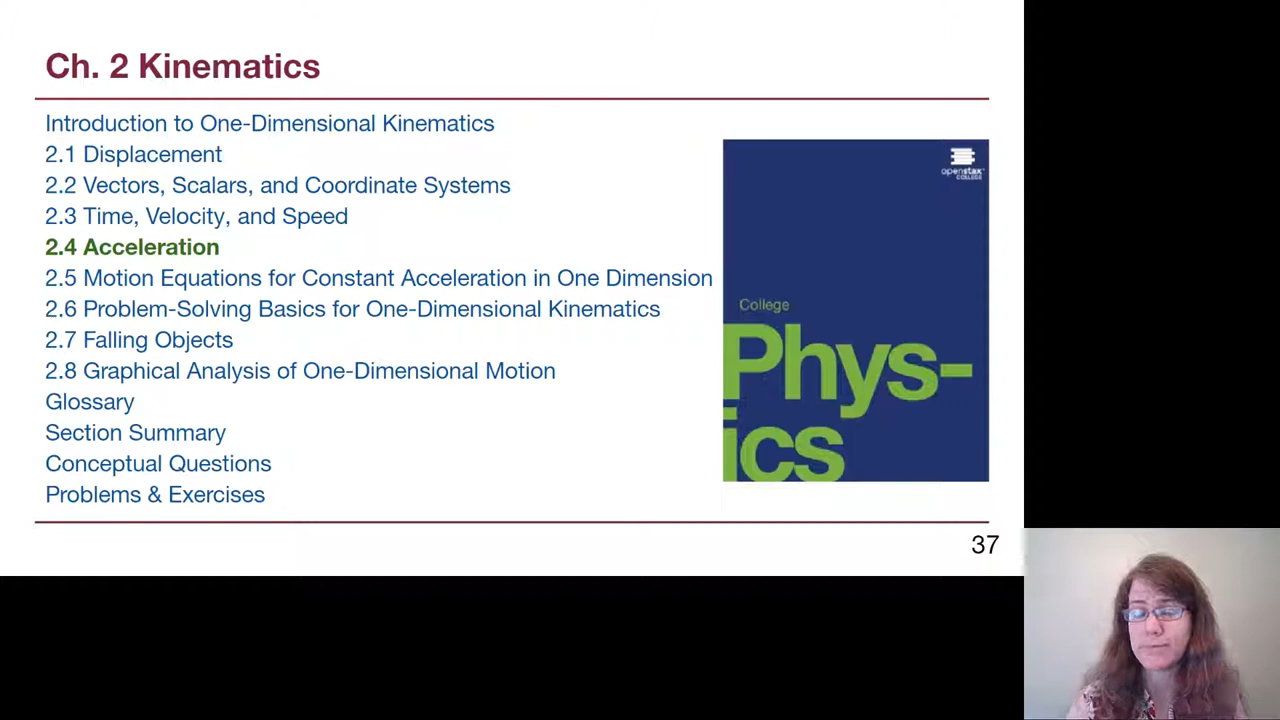 Ch. 2 Kinematics
Introduction to One-Dimensional Kinematics
2.1 Displacement
2.2 Vectors, Scalars, and Coordinate Systems
2.3 Time, Velocity, and Speed
2.4 Acceleration
2.5 Motion Equations for Constant Acceleration in One Dimension
2.6 Problem-Solving Basics for One-Dimensional Kinematics
2.7 Falling Objects
2.8 Graphical Analysis of One-Dimensional Motion
Glossary
Section Summary
Conceptual Questions
Problems & Exercises
openstax
COLLEGE
College
Phys-
ics
37